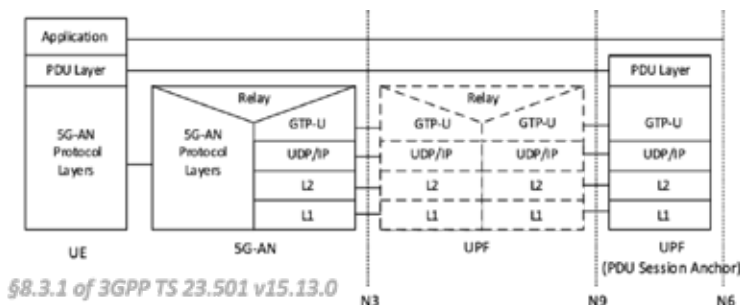 Application
PDU Layer
PDU Layer
Relay
Relay
5G-AN
Protocol
Layers
5G-AN
Protocol
Layers
GTP-U
GTP-U
GTP-U
GTP-U
UDP/IP
UDP/IP
UDP/IP
UDP/IP
L2
L2
L2
L2
L1
L1
L1
L1
UE
5G-AN
UPF
UPF
(PDU Session Anchor)
§8.3.1 of 3GPP TS 23.501 v15.13.0
N3
N9
N6